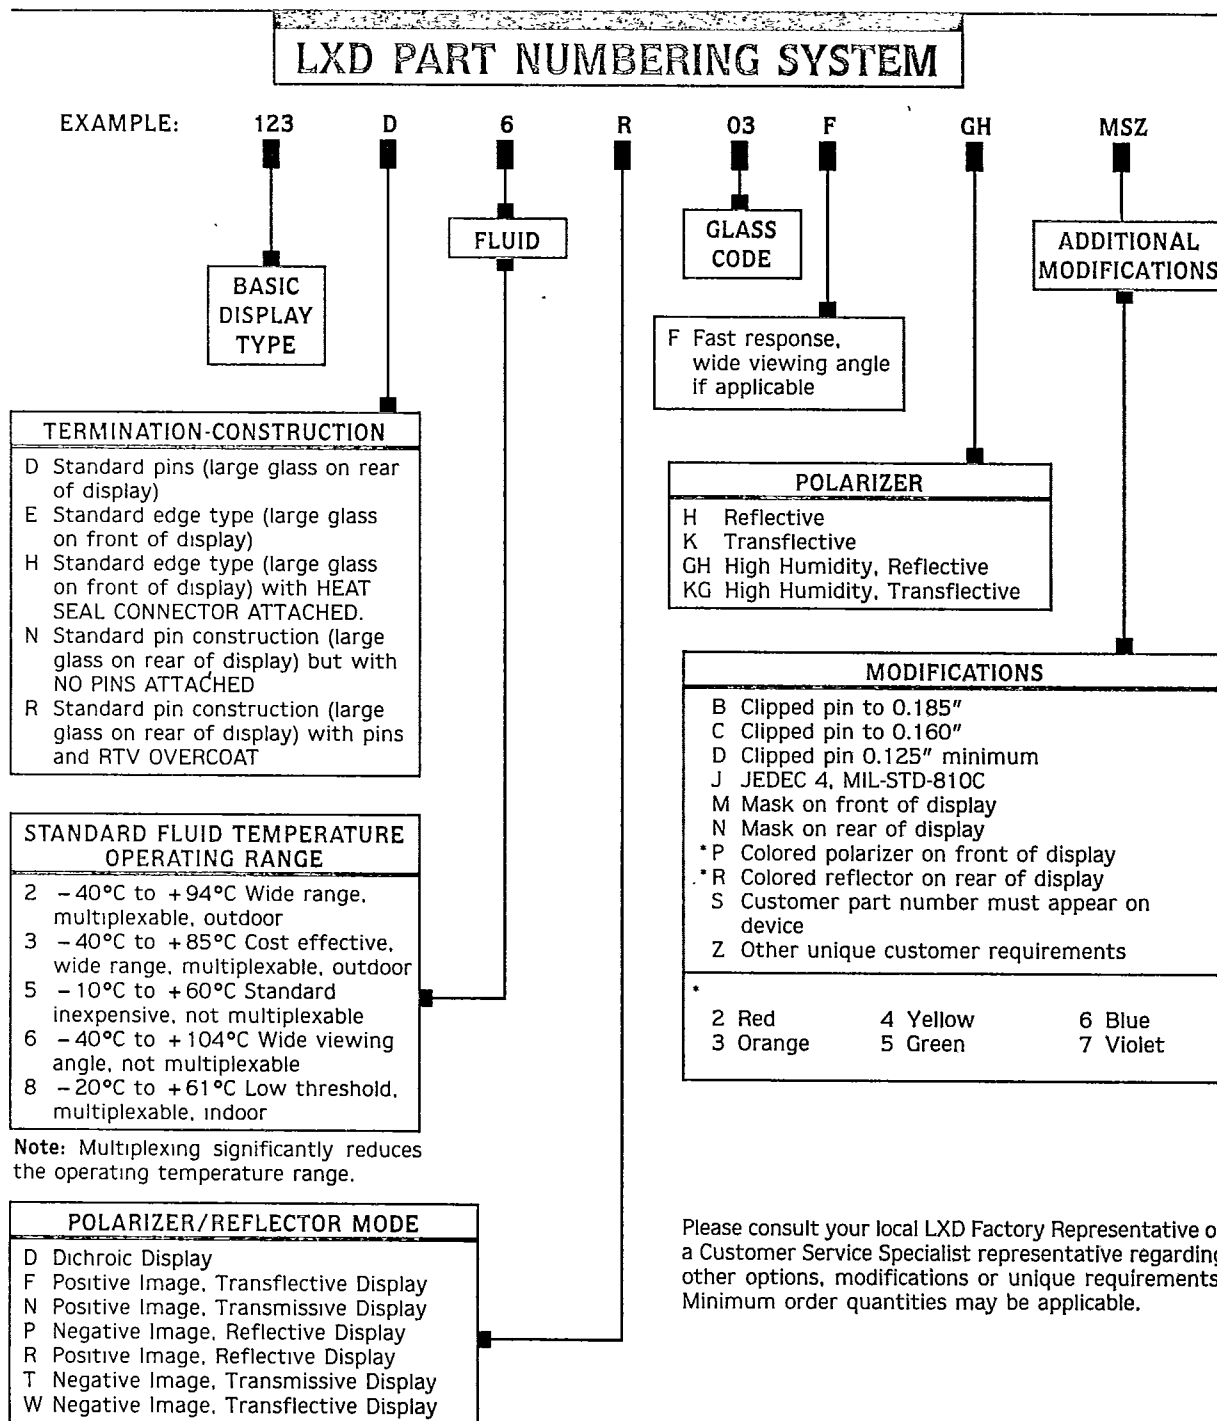 LXD PART NUMBERING SYSTEM
EXAMPLE: 123 D 6 R 03 F GH MSZ
BASIC
DISPLAY
TYPE
FLUID
GLASS
CODE
ADDITIONAL
MODIFICATIONS
F Fast response,
wide viewing angle
if applicable
TERMINATION-CONSTRUCTION
D Standard pins (large glass on rear
of display)
E Standard edge type (large glass
on front of display)
H Standard edge type (large glass
on front of display) with HEAT
SEAL CONNECTOR ATTACHED.
N Standard pin construction (large
glass on rear of display) but with
NO PINS ATTACHED
R Standard pin construction (large
glass on rear of display) with pins
and RTV OVERCOAT
POLARIZER
H Reflective
K Transflective
GH High Humidity, Reflective
KG High Humidity, Transflective
MODIFICATIONS
B Clipped pin to 0.185"
C Clipped pin to 0.160"
D Clipped pin 0.125" minimum
J JEDEC 4, MIL-STD-810C
M Mask on front of display
N Mask on rear of display
*P Colored polarizer on front of display
*R Colored reflector on rear of display
S Customer part number must appear on
device
Z Other unique customer requirements
*
2 Red 4 Yellow 6 Blue
3 Orange 5 Green 7 Violet
STANDARD FLUID TEMPERATURE
OPERATING RANGE
2 -40°C to +94°C Wide range,
multiplexable, outdoor
3 -40°C to +85°C Cost effective,
wide range, multiplexable, outdoor
5 -10°C to +60°C Standard
inexpensive, not multiplexable
6 -40°C to +104°C Wide viewing
angle, not multiplexable
8 -20°C to +61°C Low threshold,
multiplexable, indoor
Note: Multiplexing significantly reduces
the operating temperature range.
POLARIZER/REFLECTOR MODE
D Dichroic Display
F Positive Image, Transflective Display
N Positive Image, Transmissive Display
P Negative Image, Reflective Display
R Positive Image, Reflective Display
T Negative Image, Transmissive Display
W Negative Image, Transflective Display
Please consult your local LXD Factory Representative o
a Customer Service Specialist representative regarding
other options, modifications or unique requirements
Minimum order quantities may be applicable.